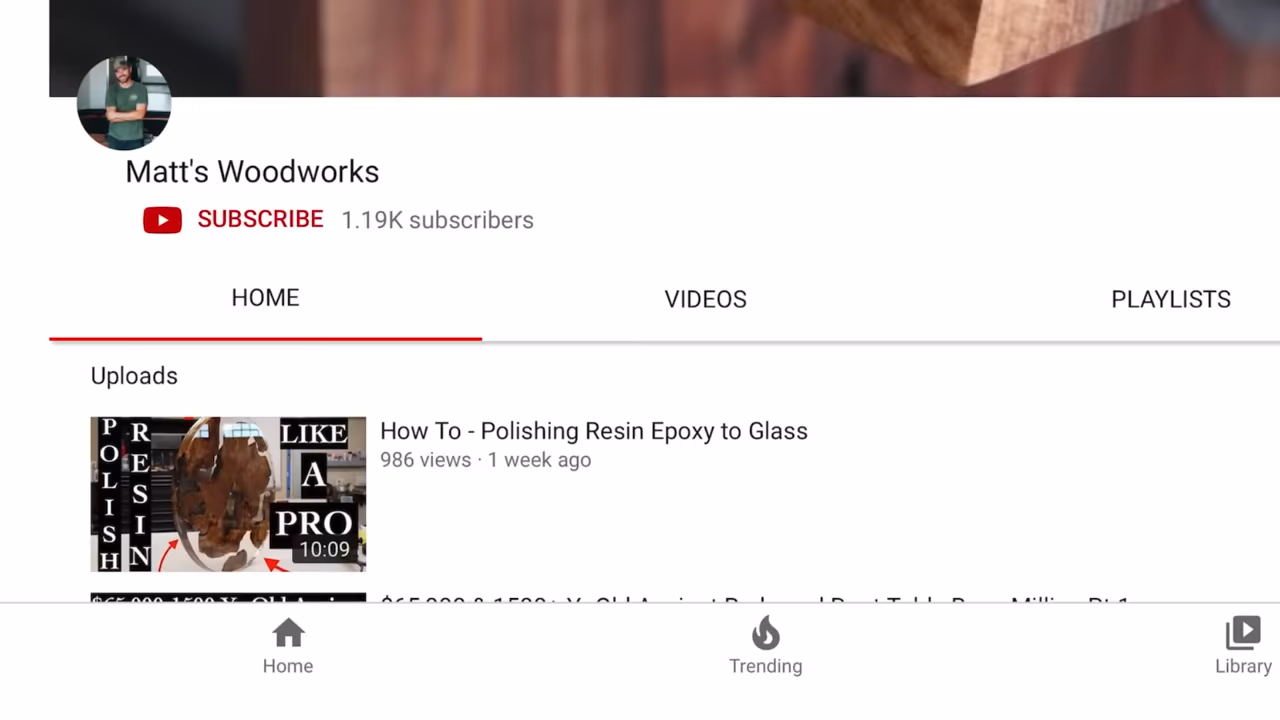 Matt's Woodworks
SUBSCRIBE 1.19K subscribers
HOME VIDEOS PLAYLISTS
Uploads
POLISH
RESIN
LIKE
A
PRO
10:09
How To - Polishing Resin Epoxy to Glass
986 views · 1 week ago
Home Trending Library